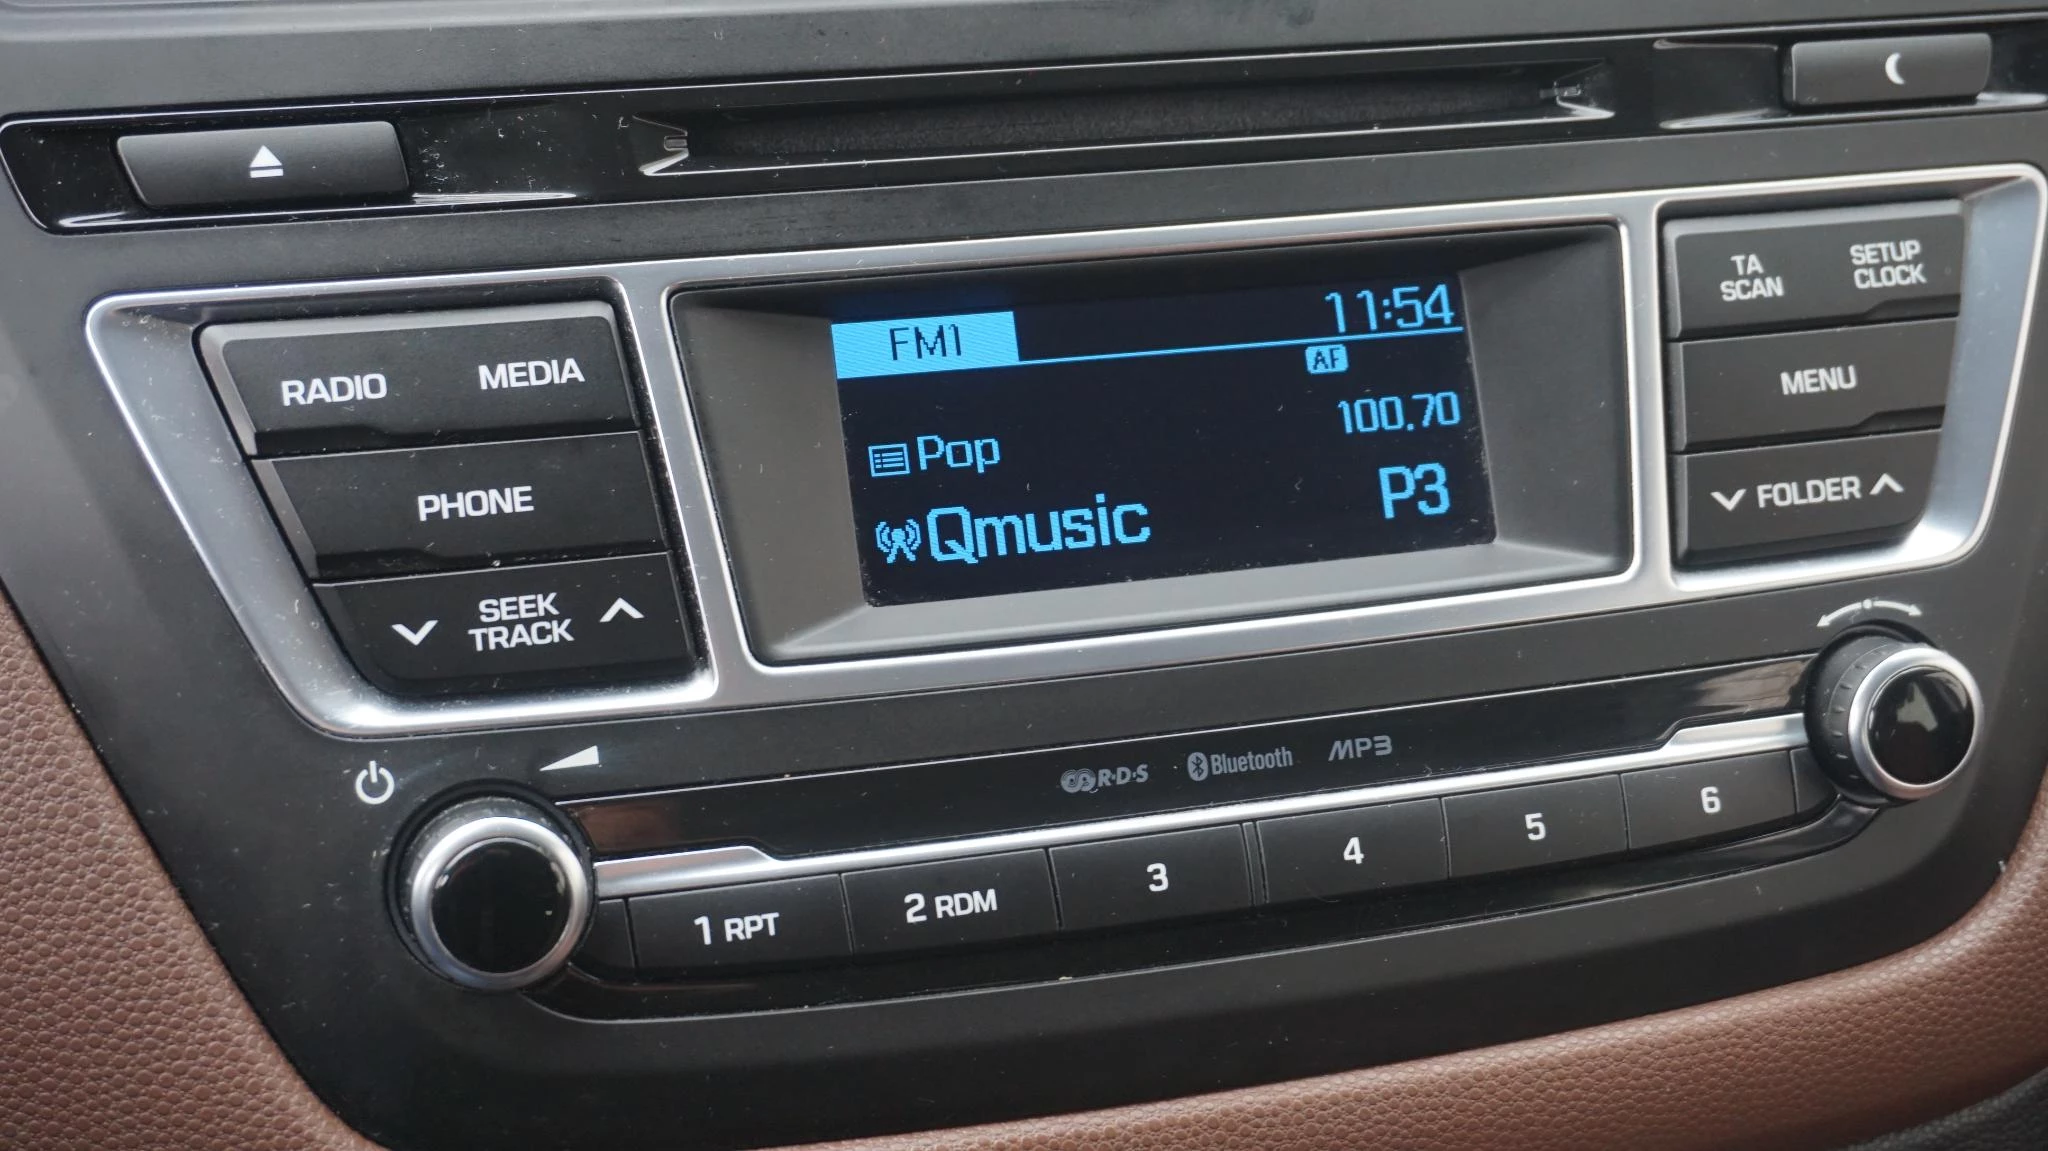 RADIO MEDIA
PHONE
SEEK
TRACK
FM1 11:54
AF
100.70
Pop
Qmusic P3
TA
SCAN
SETUP
CLOCK
MENU
FOLDER
R·D·S Bluetooth MP3
1 RPT 2 RDM 3 4 5 6